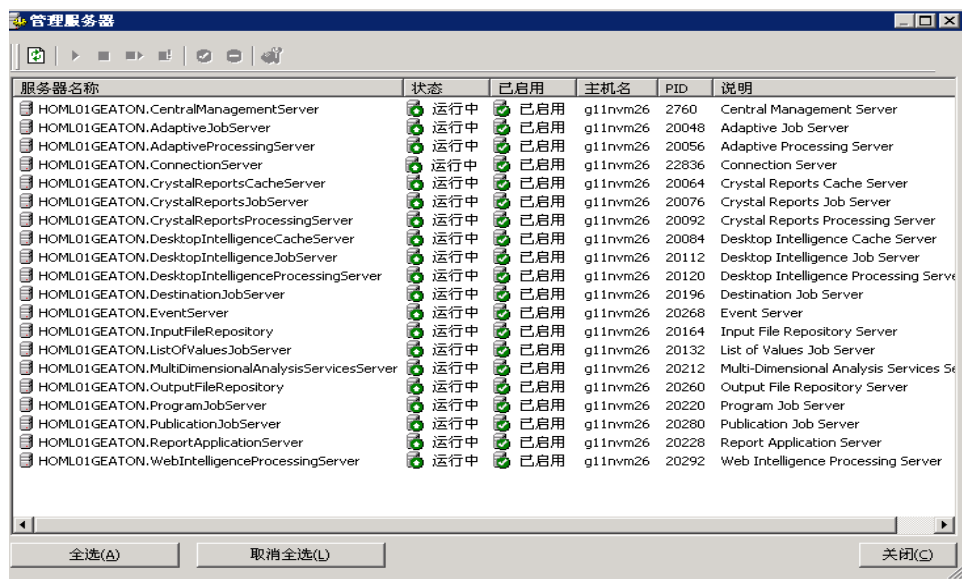 管理服务器
服务器名称 状态 已启用 主机名 PID 说明
HOML01GEATON.CentralManagementServer 运行中 已启用 g11nvm26 2760 Central Management Server
HOML01GEATON.AdaptiveJobServer 运行中 已启用 g11nvm26 20048 Adaptive Job Server
HOML01GEATON.AdaptiveProcessingServer 运行中 已启用 g11nvm26 20056 Adaptive Processing Server
HOML01GEATON.ConnectionServer 运行中 已启用 g11nvm26 22836 Connection Server
HOML01GEATON.CrystalReportsCacheServer 运行中 已启用 g11nvm26 20064 Crystal Reports Cache Server
HOML01GEATON.CrystalReportsJobServer 运行中 已启用 g11nvm26 20076 Crystal Reports Job Server
HOML01GEATON.CrystalReportsProcessingServer 运行中 已启用 g11nvm26 20092 Crystal Reports Processing Server
HOML01GEATON.DesktopIntelligenceCacheServer 运行中 已启用 g11nvm26 20084 Desktop Intelligence Cache Server
HOML01GEATON.DesktopIntelligenceJobServer 运行中 已启用 g11nvm26 20112 Desktop Intelligence Job Server
HOML01GEATON.DesktopIntelligenceProcessingServer 运行中 已启用 g11nvm26 20120 Desktop Intelligence Processing Serve
HOML01GEATON.DestinationJobServer 运行中 已启用 g11nvm26 20196 Destination Job Server
HOML01GEATON.EventServer 运行中 已启用 g11nvm26 20268 Event Server
HOML01GEATON.InputFileRepository 运行中 已启用 g11nvm26 20164 Input File Repository Server
HOML01GEATON.ListOfValuesJobServer 运行中 已启用 g11nvm26 20132 List of Values Job Server
HOML01GEATON.MultiDimensionalAnalysisServicesServer 运行中 已启用 g11nvm26 20212 Multi-Dimensional Analysis Services Se
HOML01GEATON.OutputFileRepository 运行中 已启用 g11nvm26 20260 Output File Repository Server
HOML01GEATON.ProgramJobServer 运行中 已启用 g11nvm26 20220 Program Job Server
HOML01GEATON.PublicationJobServer 运行中 已启用 g11nvm26 20280 Publication Job Server
HOML01GEATON.ReportApplicationServer 运行中 已启用 g11nvm26 20228 Report Application Server
HOML01GEATON.WebIntelligenceProcessingServer 运行中 已启用 g11nvm26 20292 Web Intelligence Processing Server
全选(A) 取消全选(L) 关闭(C)